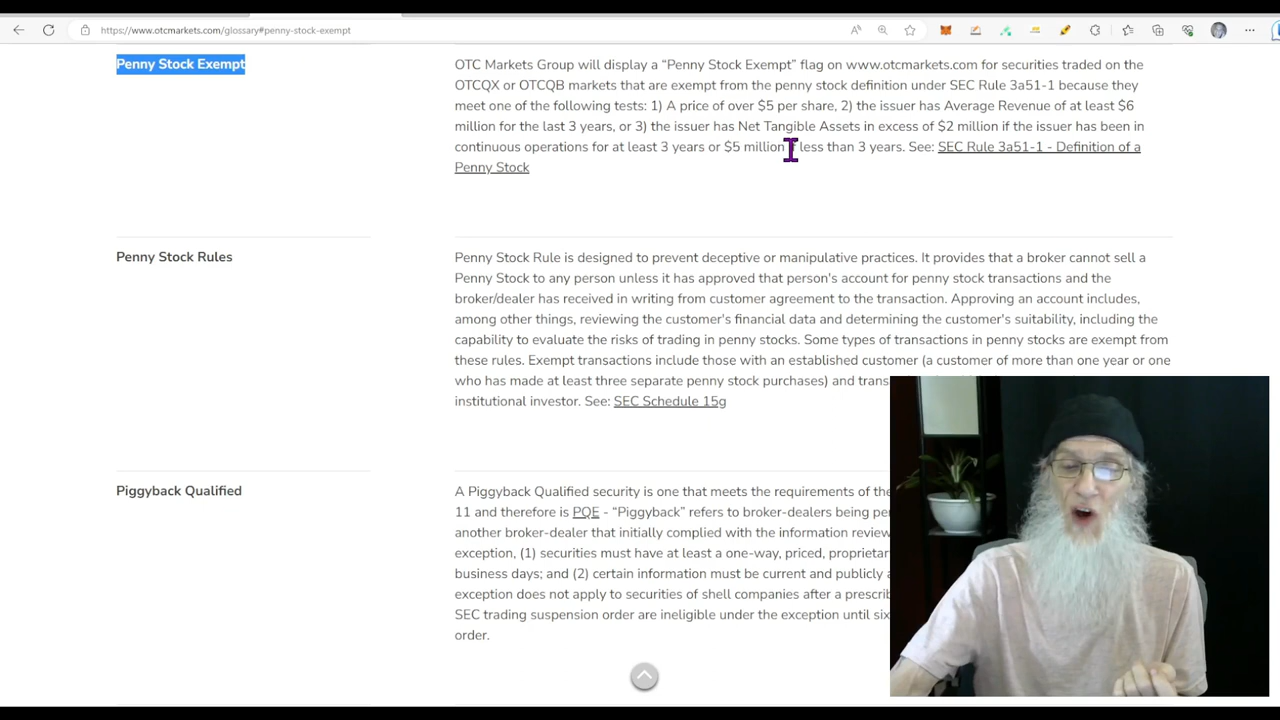 https://www.otcmarkets.com/glossary#penny-stock-exempt
Penny Stock Exempt
OTC Markets Group will display a “Penny Stock Exempt” flag on www.otcmarkets.com for securities traded on the
OTCQX or OTCQB markets that are exempt from the penny stock definition under SEC Rule 3a51-1 because they
meet one of the following tests: 1) A price of over $5 per share, 2) the issuer has Average Revenue of at least $6
million for the last 3 years, or 3) the issuer has Net Tangible Assets in excess of $2 million if the issuer has been in
continuous operations for at least 3 years or $5 million if less than 3 years. See: SEC Rule 3a51-1 - Definition of a
Penny Stock
Penny Stock Rules
Penny Stock Rule is designed to prevent deceptive or manipulative practices. It provides that a broker cannot sell a
Penny Stock to any person unless it has approved that person's account for penny stock transactions and the
broker/dealer has received in writing from customer agreement to the transaction. Approving an account includes,
among other things, reviewing the customer's financial data and determining the customer's suitability, including the
capability to evaluate the risks of trading in penny stocks. Some types of transactions in penny stocks are exempt from
these rules. Exempt transactions include those with an established customer (a customer of more than one year or one
who has made at least three separate penny stock purchases) and
institutional investor. See: SEC Schedule 15g
Piggyback Qualified
A Piggyback Qualified security is one that meets the requirements of the
11 and therefore is PQE - “Piggyback” refers to broker-dealers being
another broker-dealer that initially complied with the information
exception, (1) securities must have at least a one-way, priced,
business days; and (2) certain information must be current and publicly
exception does not apply to securities of shell companies after a
SEC trading suspension order are ineligible under the exception until
order.